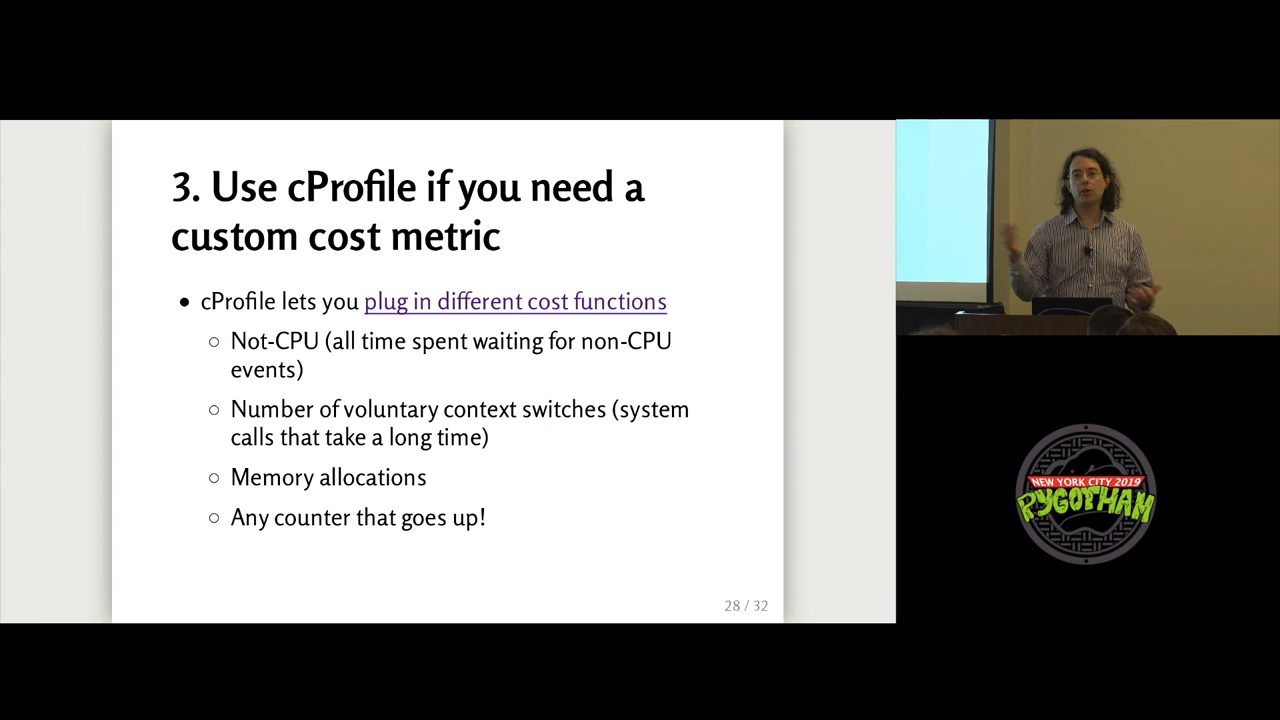 3. Use cProfile if you need a
custom cost metric
• cProfile lets you plug in different cost functions
○ Not-CPU (all time spent waiting for non-CPU
events)
○ Number of voluntary context switches (system
calls that take a long time)
○ Memory allocations
○ Any counter that goes up!
28 / 32
NEW YORK CITY 2019
PYGOTHAM